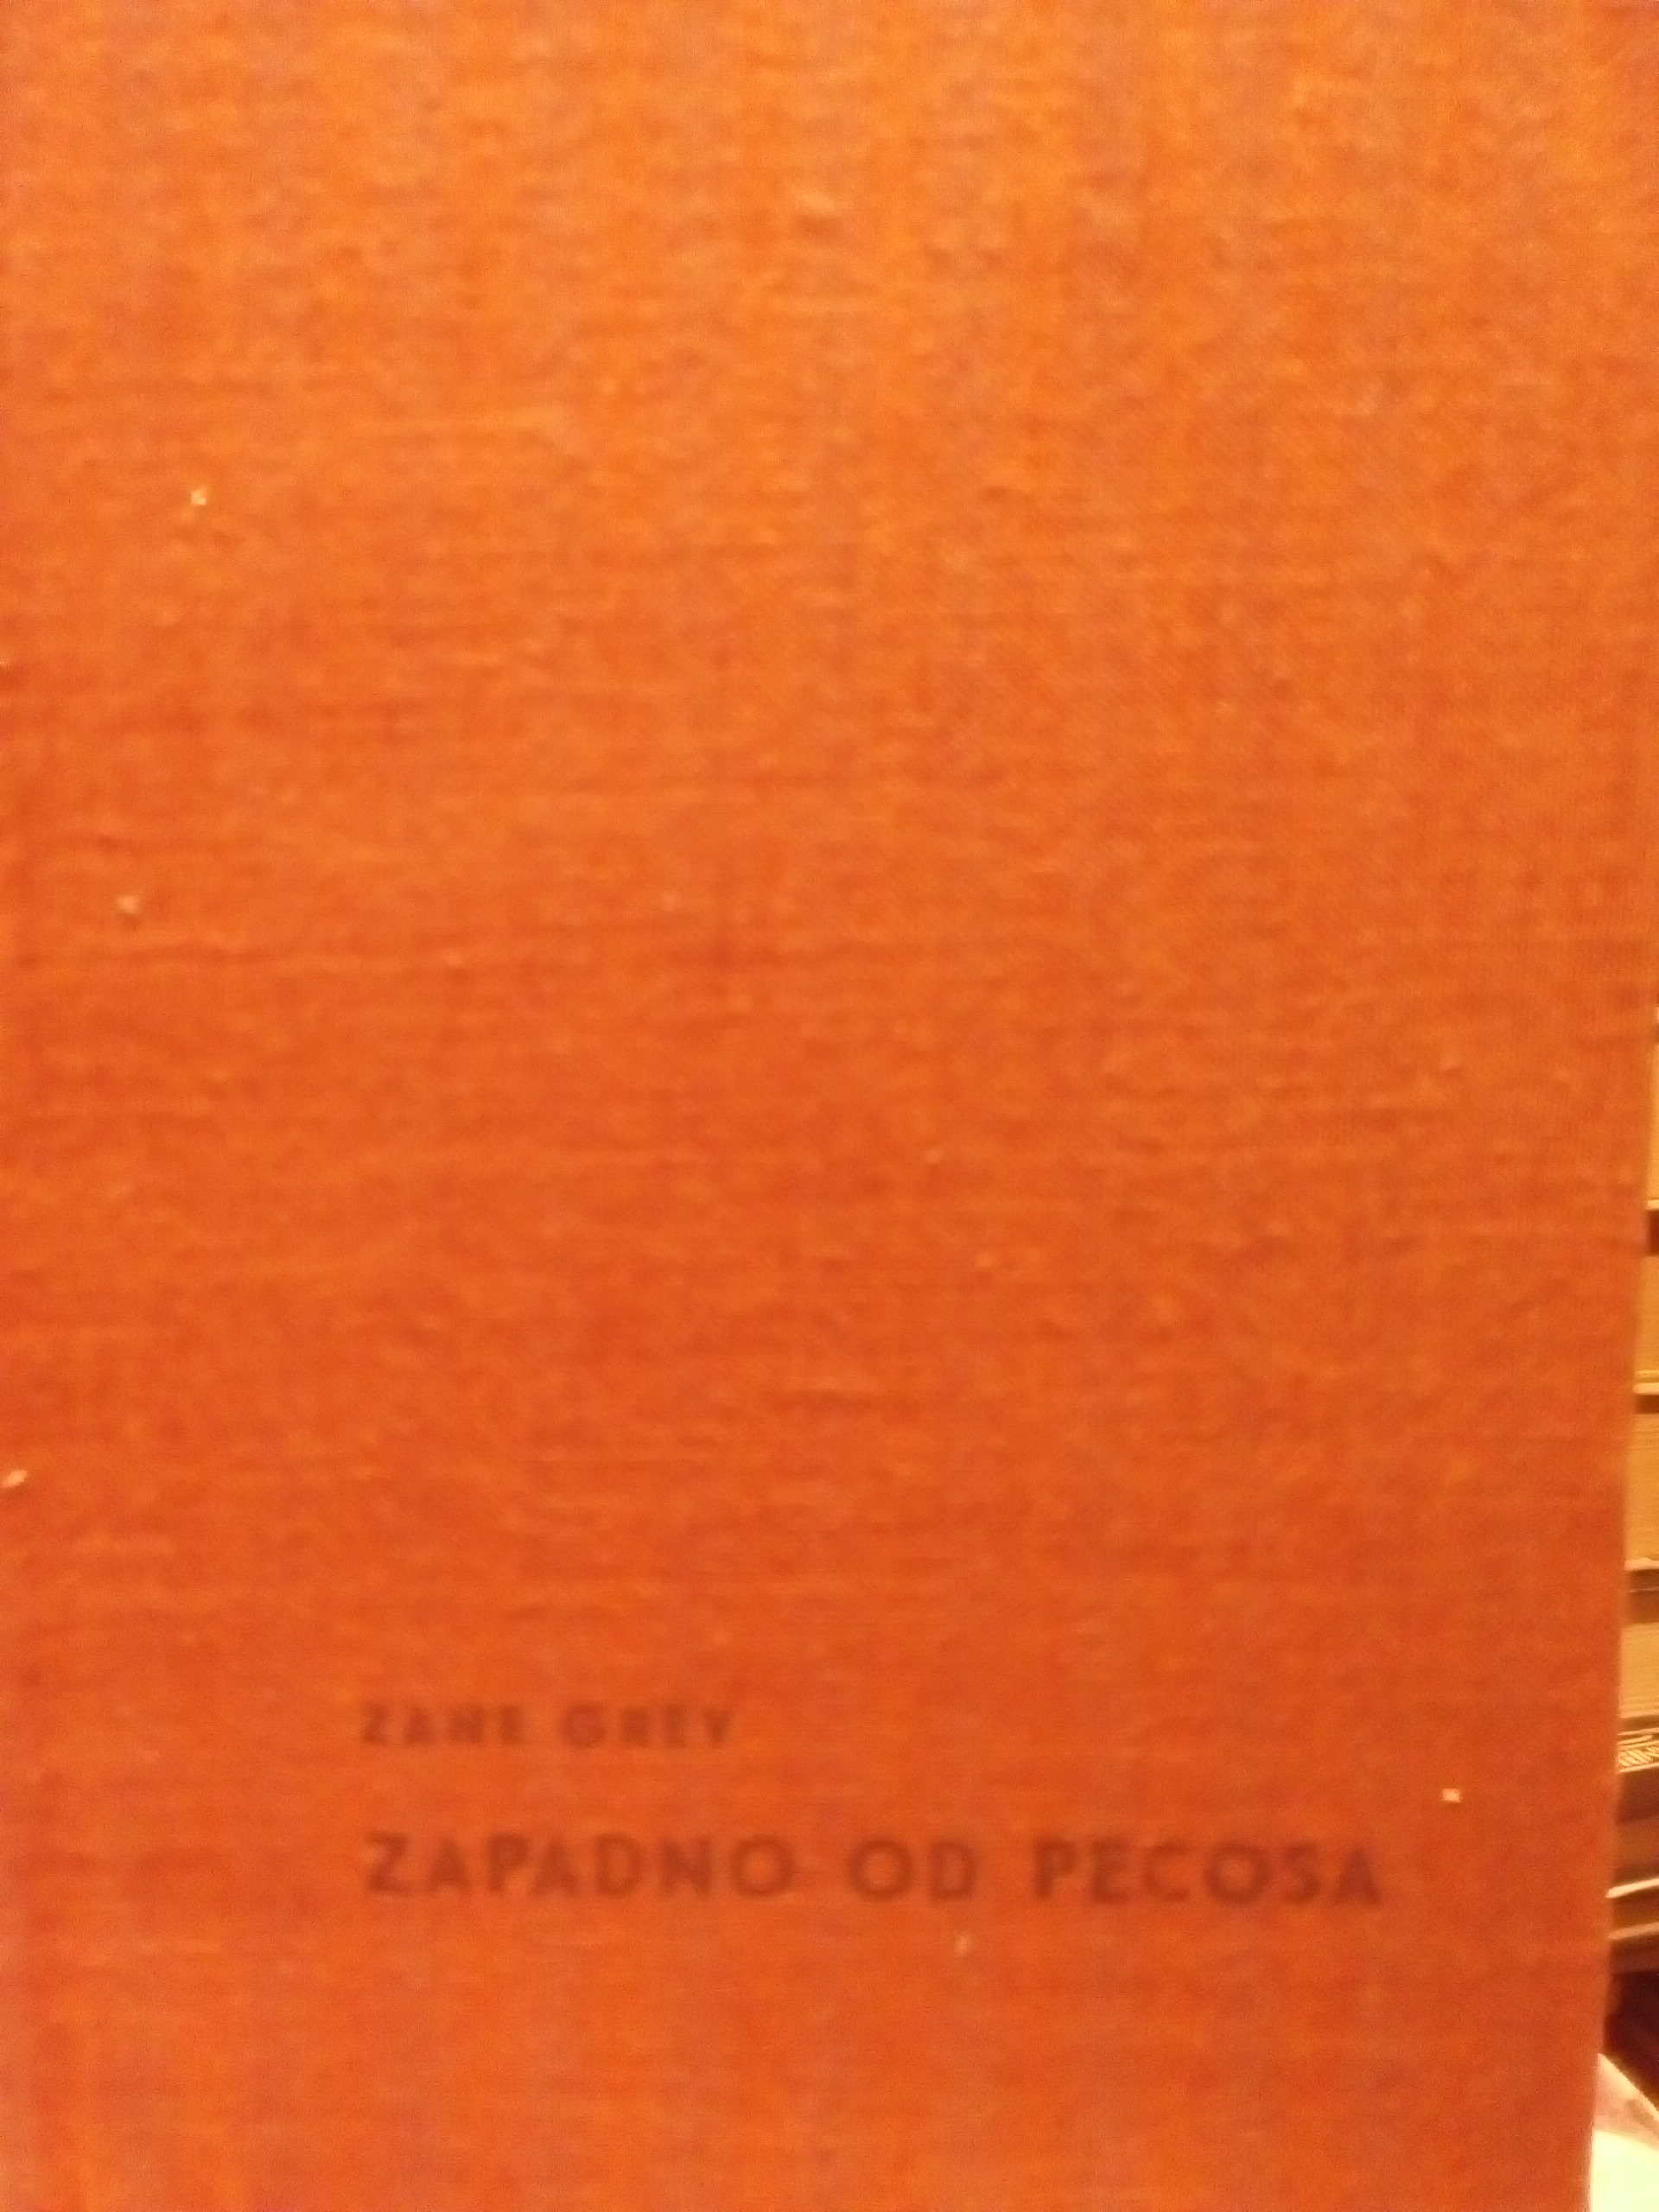 ZANE GREY
ZAPADNO OD PECOSA